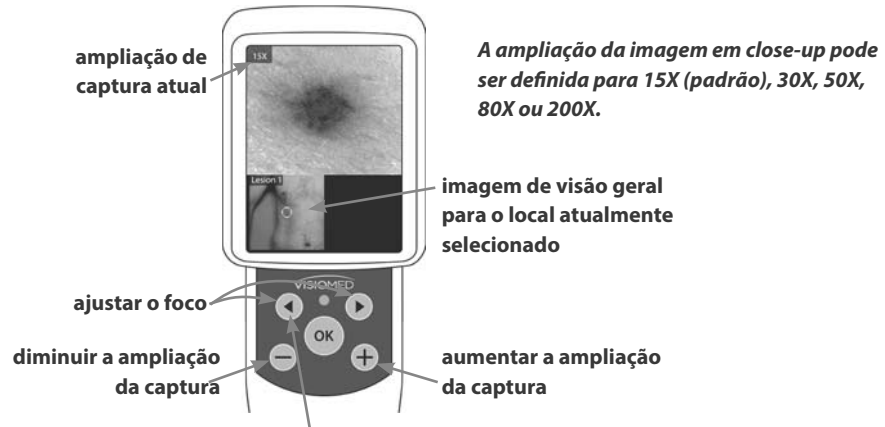 ampliação de
captura atual
15X
A ampliação da imagem em close-up pode
ser definida para 15X (padrão), 30X, 50X,
80X ou 200X.
Lesion 1
imagem de visão geral
para o local atualmente
selecionado
VISIOMED
ajustar o foco
OK
diminuir a ampliação
da captura
aumentar a ampliação
da captura